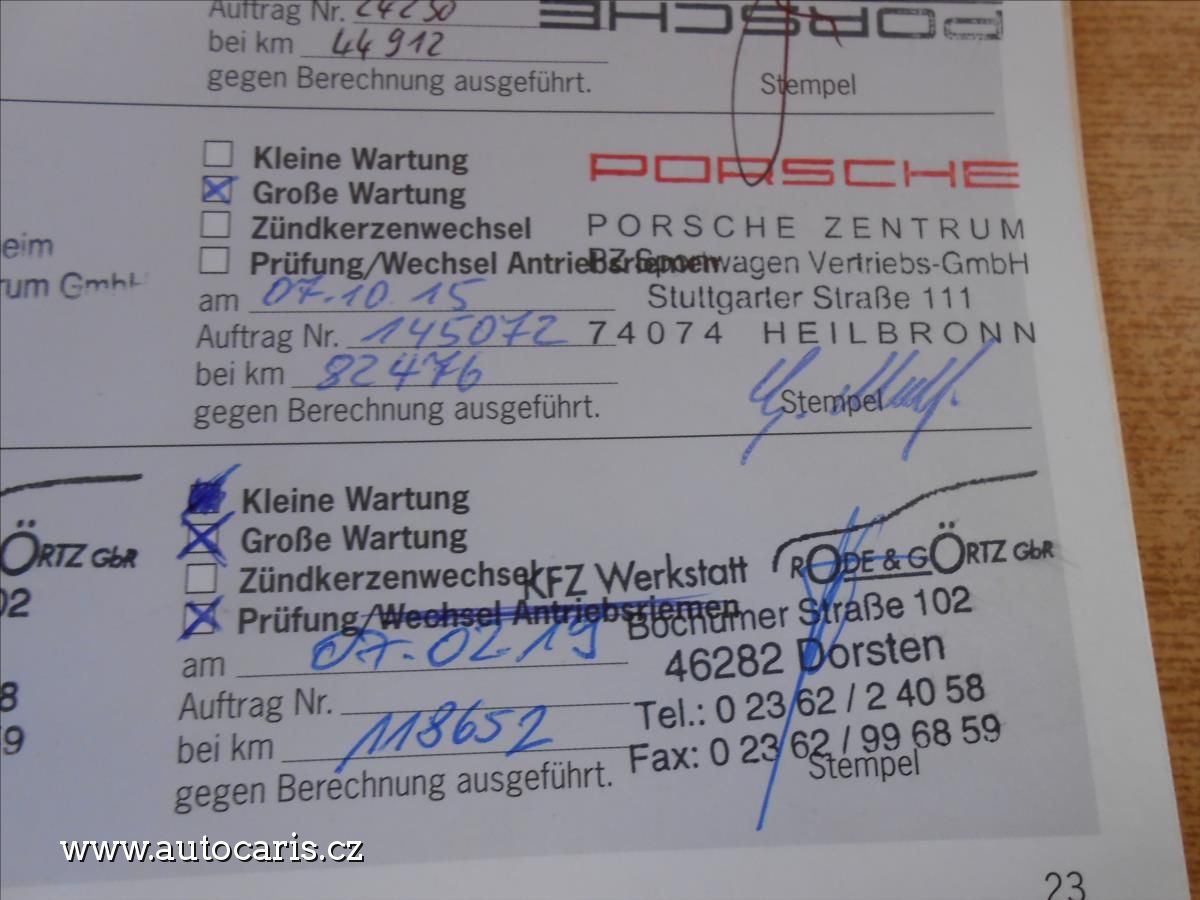 Auftrag Nr. 24250
bei km 44912
gegen Berechnung ausgeführt.
PORSCHE
Stempel
Kleine Wartung
Große Wartung
Zündkerzenwechsel
Prüfung/Wechsel Antriebsriemen
am 07.10.15
Auftrag Nr. 145072
bei km 82476
gegen Berechnung ausgeführt.
PORSCHE
PORSCHE ZENTRUM
BZ Sportwagen Vertriebs-GmbH
Stuttgarter Straße 111
74074 HEILBRONN
Stempel
eim
rum GmbH
Kleine Wartung
Große Wartung
Zündkerzenwechsel
Prüfung/Wechsel Antriebsriemen
am 07.02.19
Auftrag Nr.
bei km 118652
gegen Berechnung ausgeführt.
KFZ Werkstatt RODE & GÖRTZ GbR
Bochumer Straße 102
46282 Dorsten
Tel.: 0 23 62 / 2 40 58
Fax: 0 23 62 / 99 68 59
Stempel
ÖRTZ GbR
02
8
9
www.autocaris.cz
23